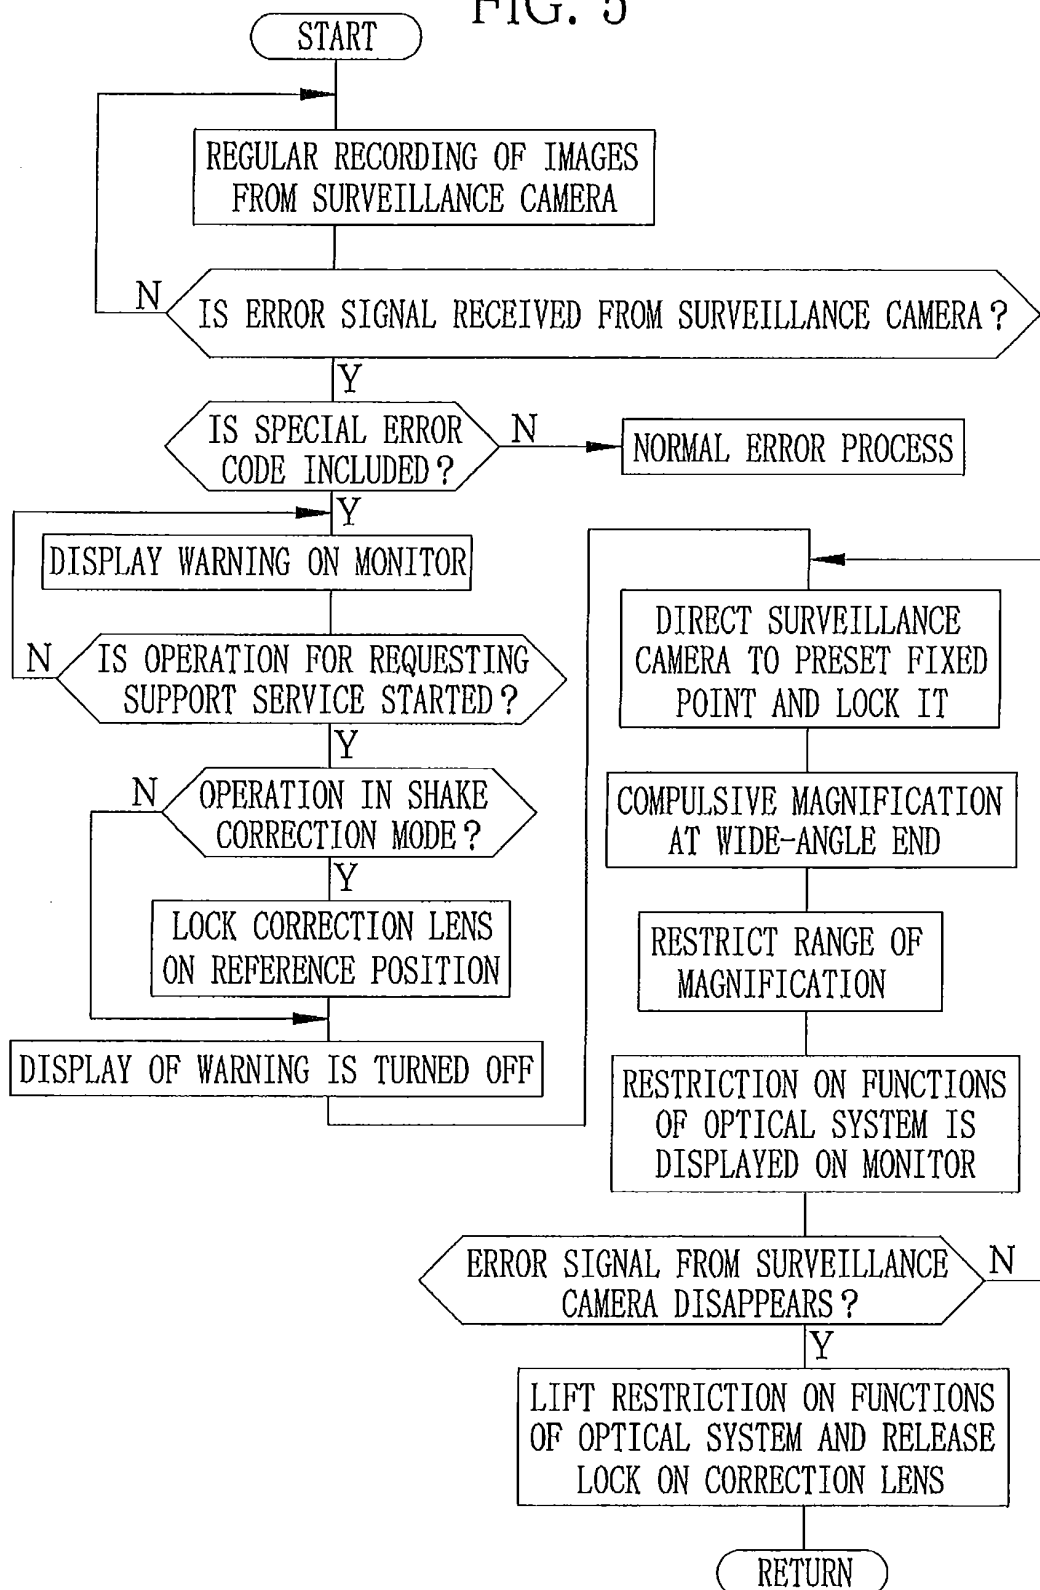 FIG. 5
START
REGULAR RECORDING OF IMAGES
FROM SURVEILLANCE CAMERA
N
IS ERROR SIGNAL RECEIVED FROM SURVEILLANCE CAMERA?
Y
IS SPECIAL ERROR
CODE INCLUDED?
N
NORMAL ERROR PROCESS
Y
DISPLAY WARNING ON MONITOR
N
IS OPERATION FOR REQUESTING
SUPPORT SERVICE STARTED?
Y
N
OPERATION IN SHAKE
CORRECTION MODE?
Y
LOCK CORRECTION LENS
ON REFERENCE POSITION
DISPLAY OF WARNING IS TURNED OFF
DIRECT SURVEILLANCE
CAMERA TO PRESET FIXED
POINT AND LOCK IT
COMPULSIVE MAGNIFICATION
AT WIDE-ANGLE END
RESTRICT RANGE OF
MAGNIFICATION
RESTRICTION ON FUNCTIONS
OF OPTICAL SYSTEM IS
DISPLAYED ON MONITOR
ERROR SIGNAL FROM SURVEILLANCE
CAMERA DISAPPEARS?
N
Y
LIFT RESTRICTION ON FUNCTIONS
OF OPTICAL SYSTEM AND RELEASE
LOCK ON CORRECTION LENS
RETURN